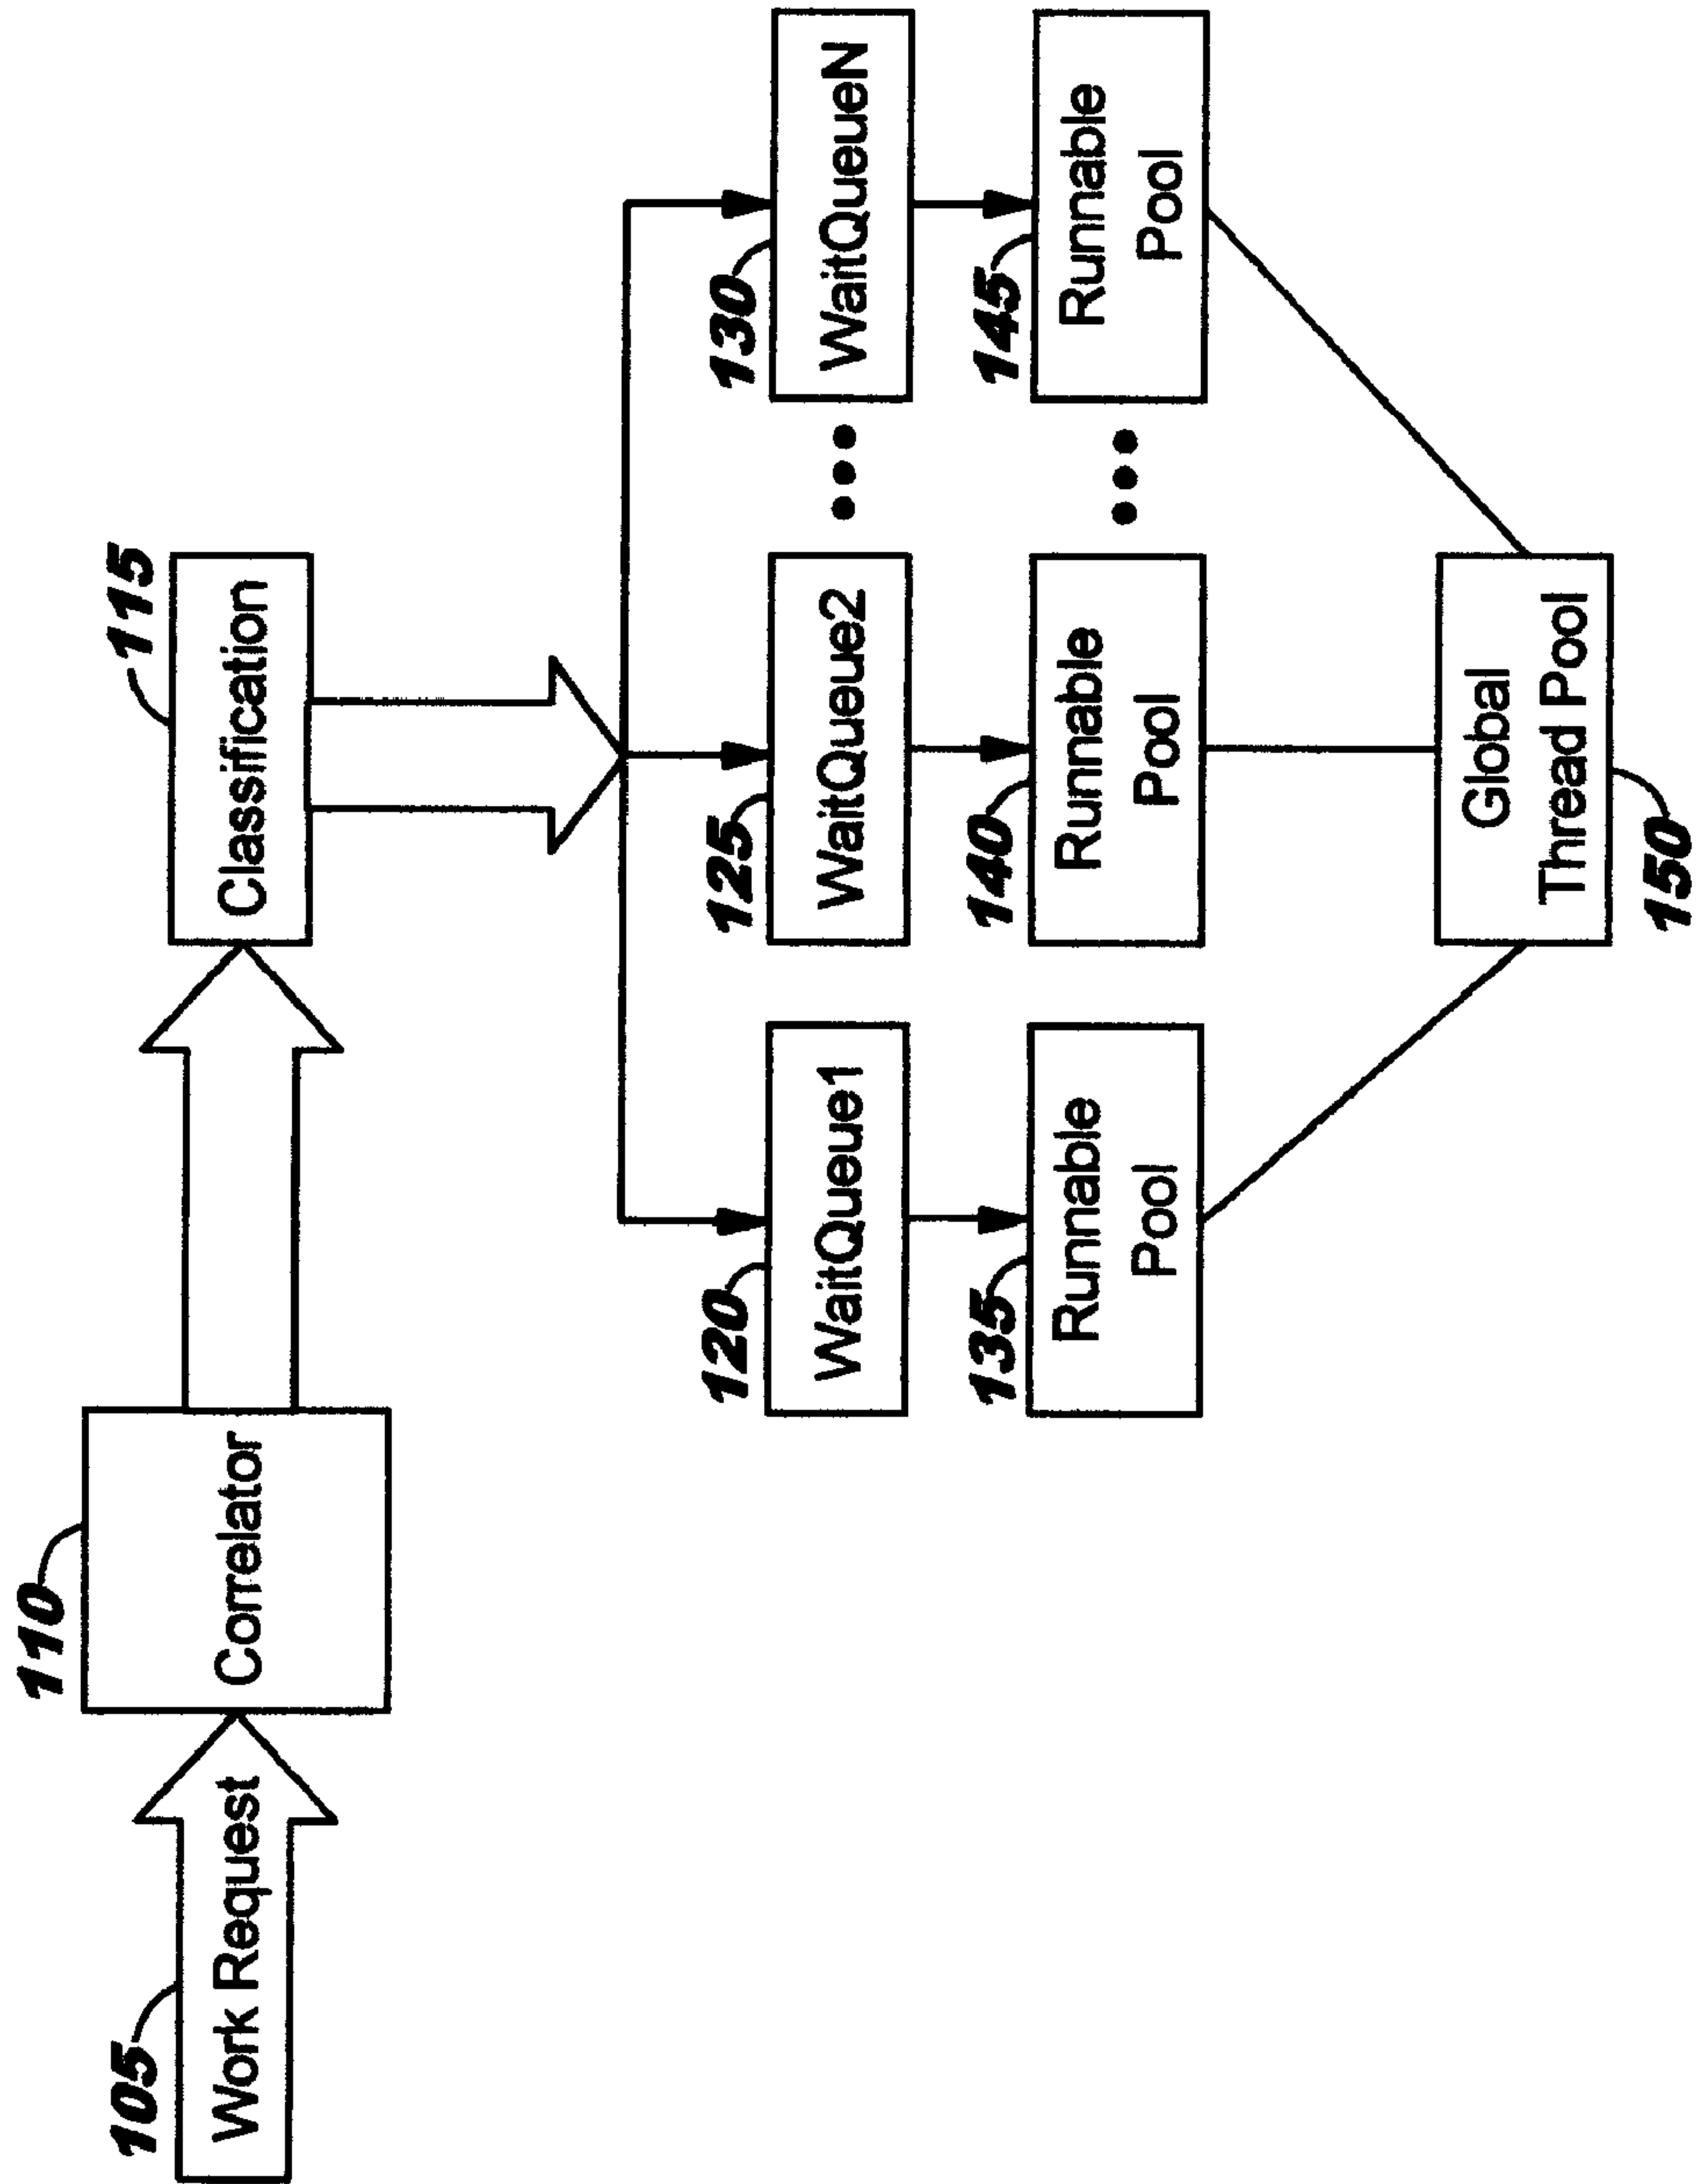 110
115
105
Work Request
Correlator
Classification
120
125
130
WaitQueue1
WaitQueue2
WaitQueueN
135
140
145
Runnable
Pool
Runnable
Pool
Runnable
Pool
Global
Thread Pool
150